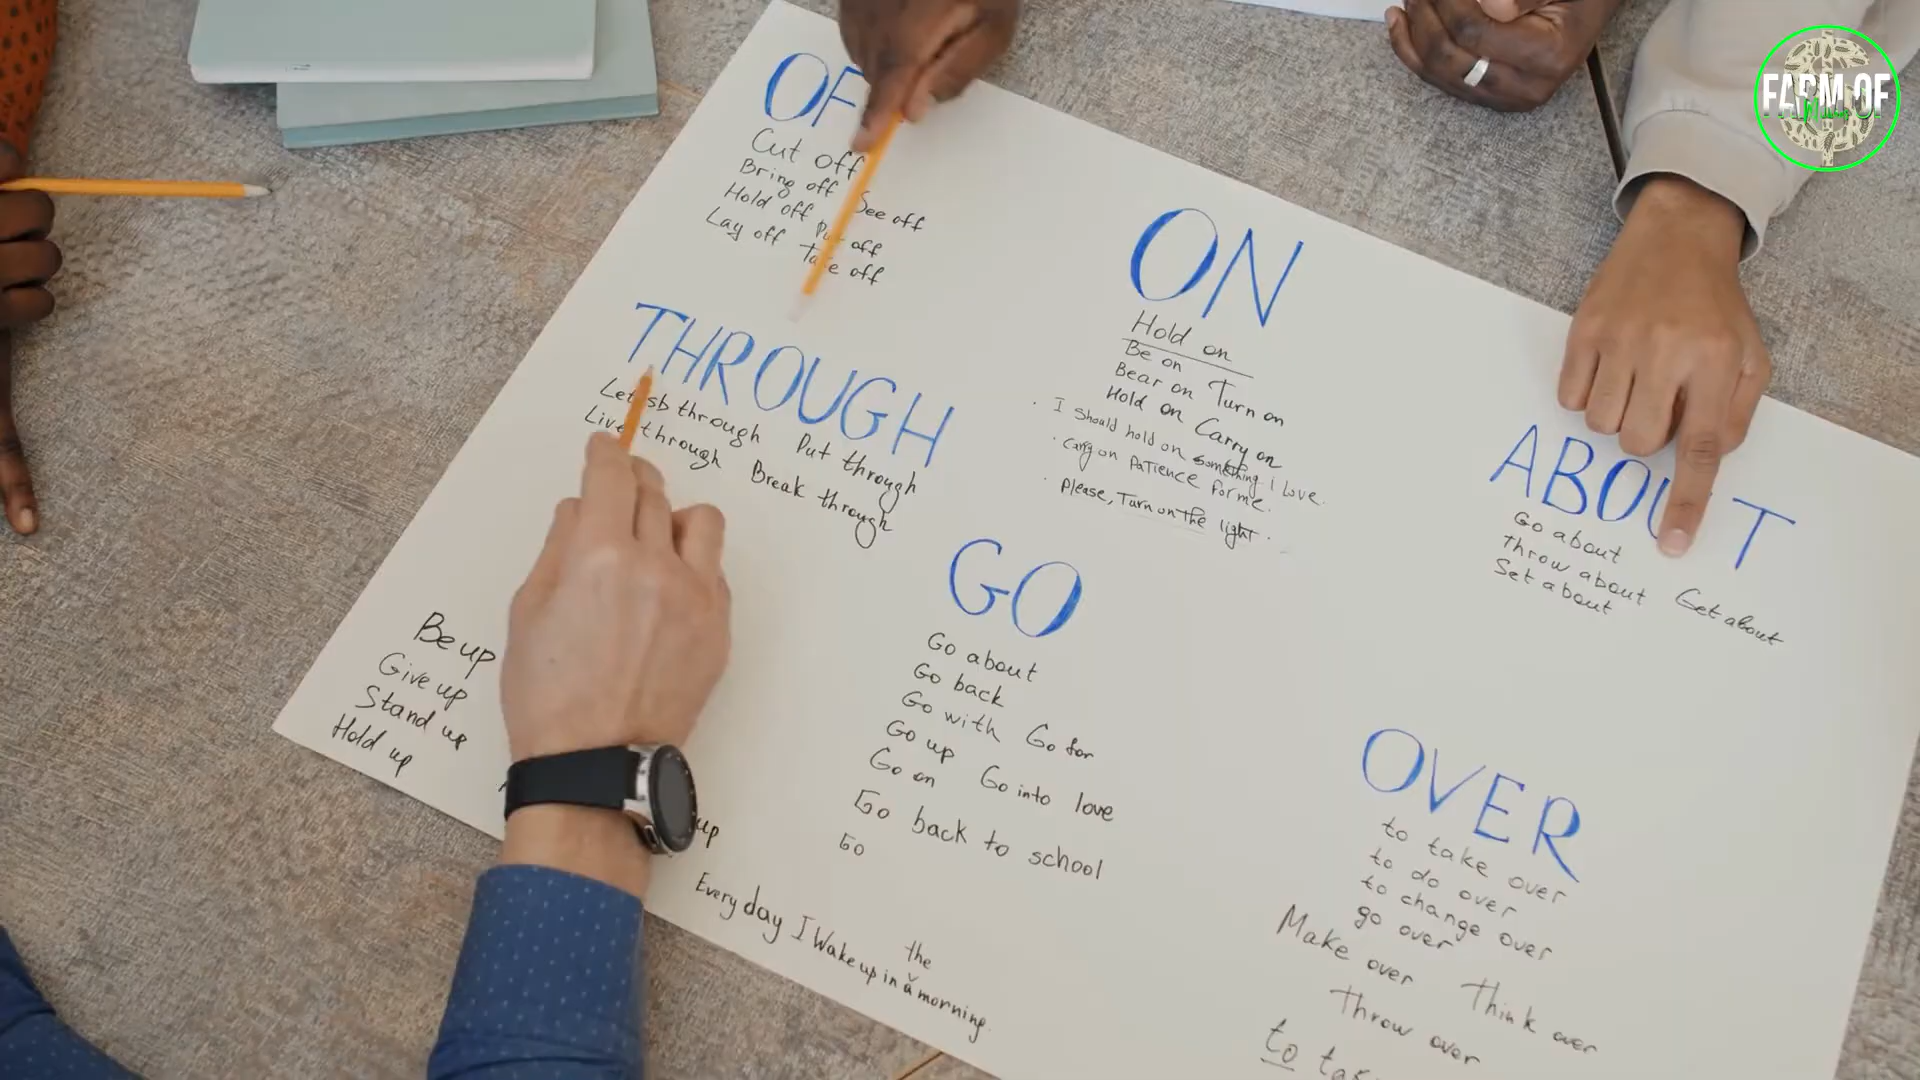 FARM OF
Cut off
Bring off See off
Hold off Put off
Lay off Take off
THROUGH
Let sb through Put through
Live through Break through
ON
Hold on
Be on
Bear on Turn on
Hold on Carry on
· I should hold on something I love.
· Carry on Patience for me.
· Please, Turn on the light.
ABOUT
Go about
Throw about Get about
Set about
Be up
Give up
Stand up
Hold up
up
Every day I Wake up in a the morning.
GO
Go about
Go back
Go with Go for
Go up Go into love
Go on
Go back to school
Go
OVER
to take over
to do over
to change over
go over
Make over Think over
Throw over
to